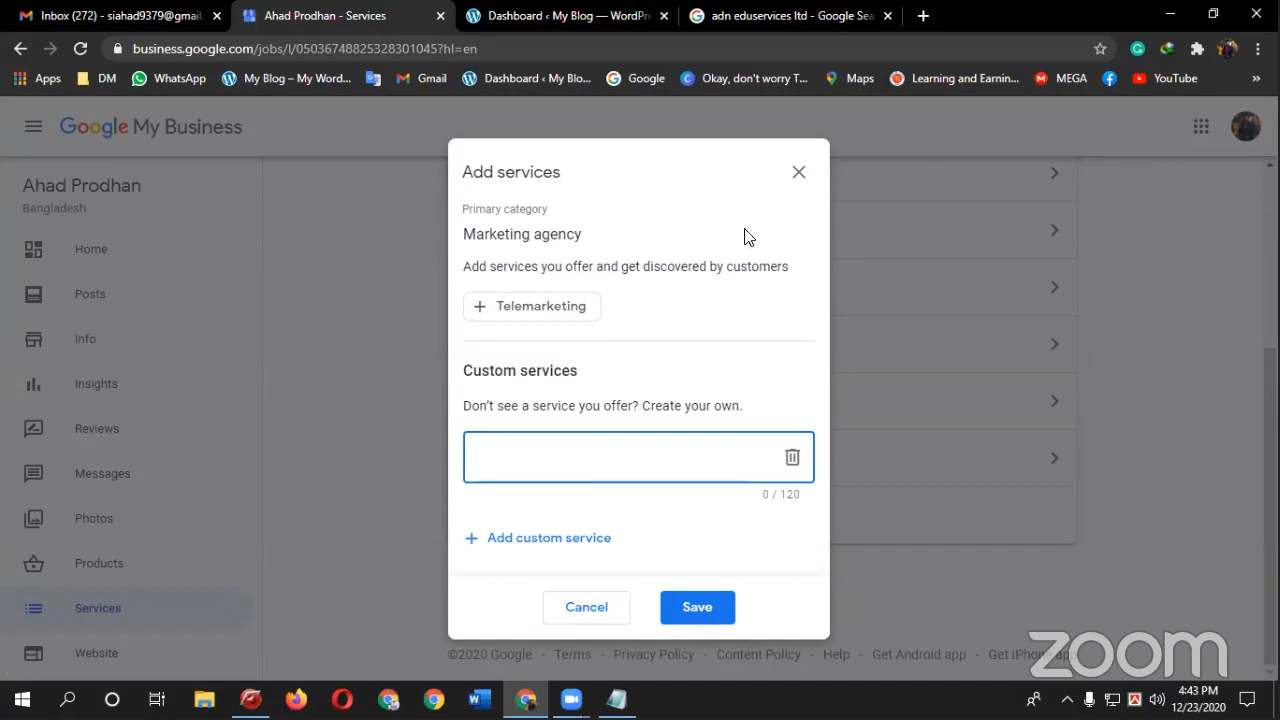 Inbox (272) - siahad9379@gmail.
Ahad Prodhan - Services
Dashboard ‹ My Blog — WordPre
adn eduservices ltd - Google Sea
business.google.com/jobs/l/05036748825328301045?hl=en
Apps
DM
WhatsApp
My Blog – My Word...
Gmail
Dashboard ‹ My Blo...
Google
Okay, don't worry T...
Maps
Learning and Earnin...
MEGA
YouTube
»
Google My Business
Ahad Prodhan
Bangladesh
Home
Posts
Info
Insights
Reviews
Messages
Photos
Products
Services
Website
Add services
Primary category
Marketing agency
Add services you offer and get discovered by customers
+ Telemarketing
Custom services
Don't see a service you offer? Create your own.
0 / 120
+ Add custom service
Cancel
Save
©2020 Google - Terms - Privacy Policy - Content Policy - Help - Get Android app - Get iPhone app
zoom
4:43 PM
12/23/2020